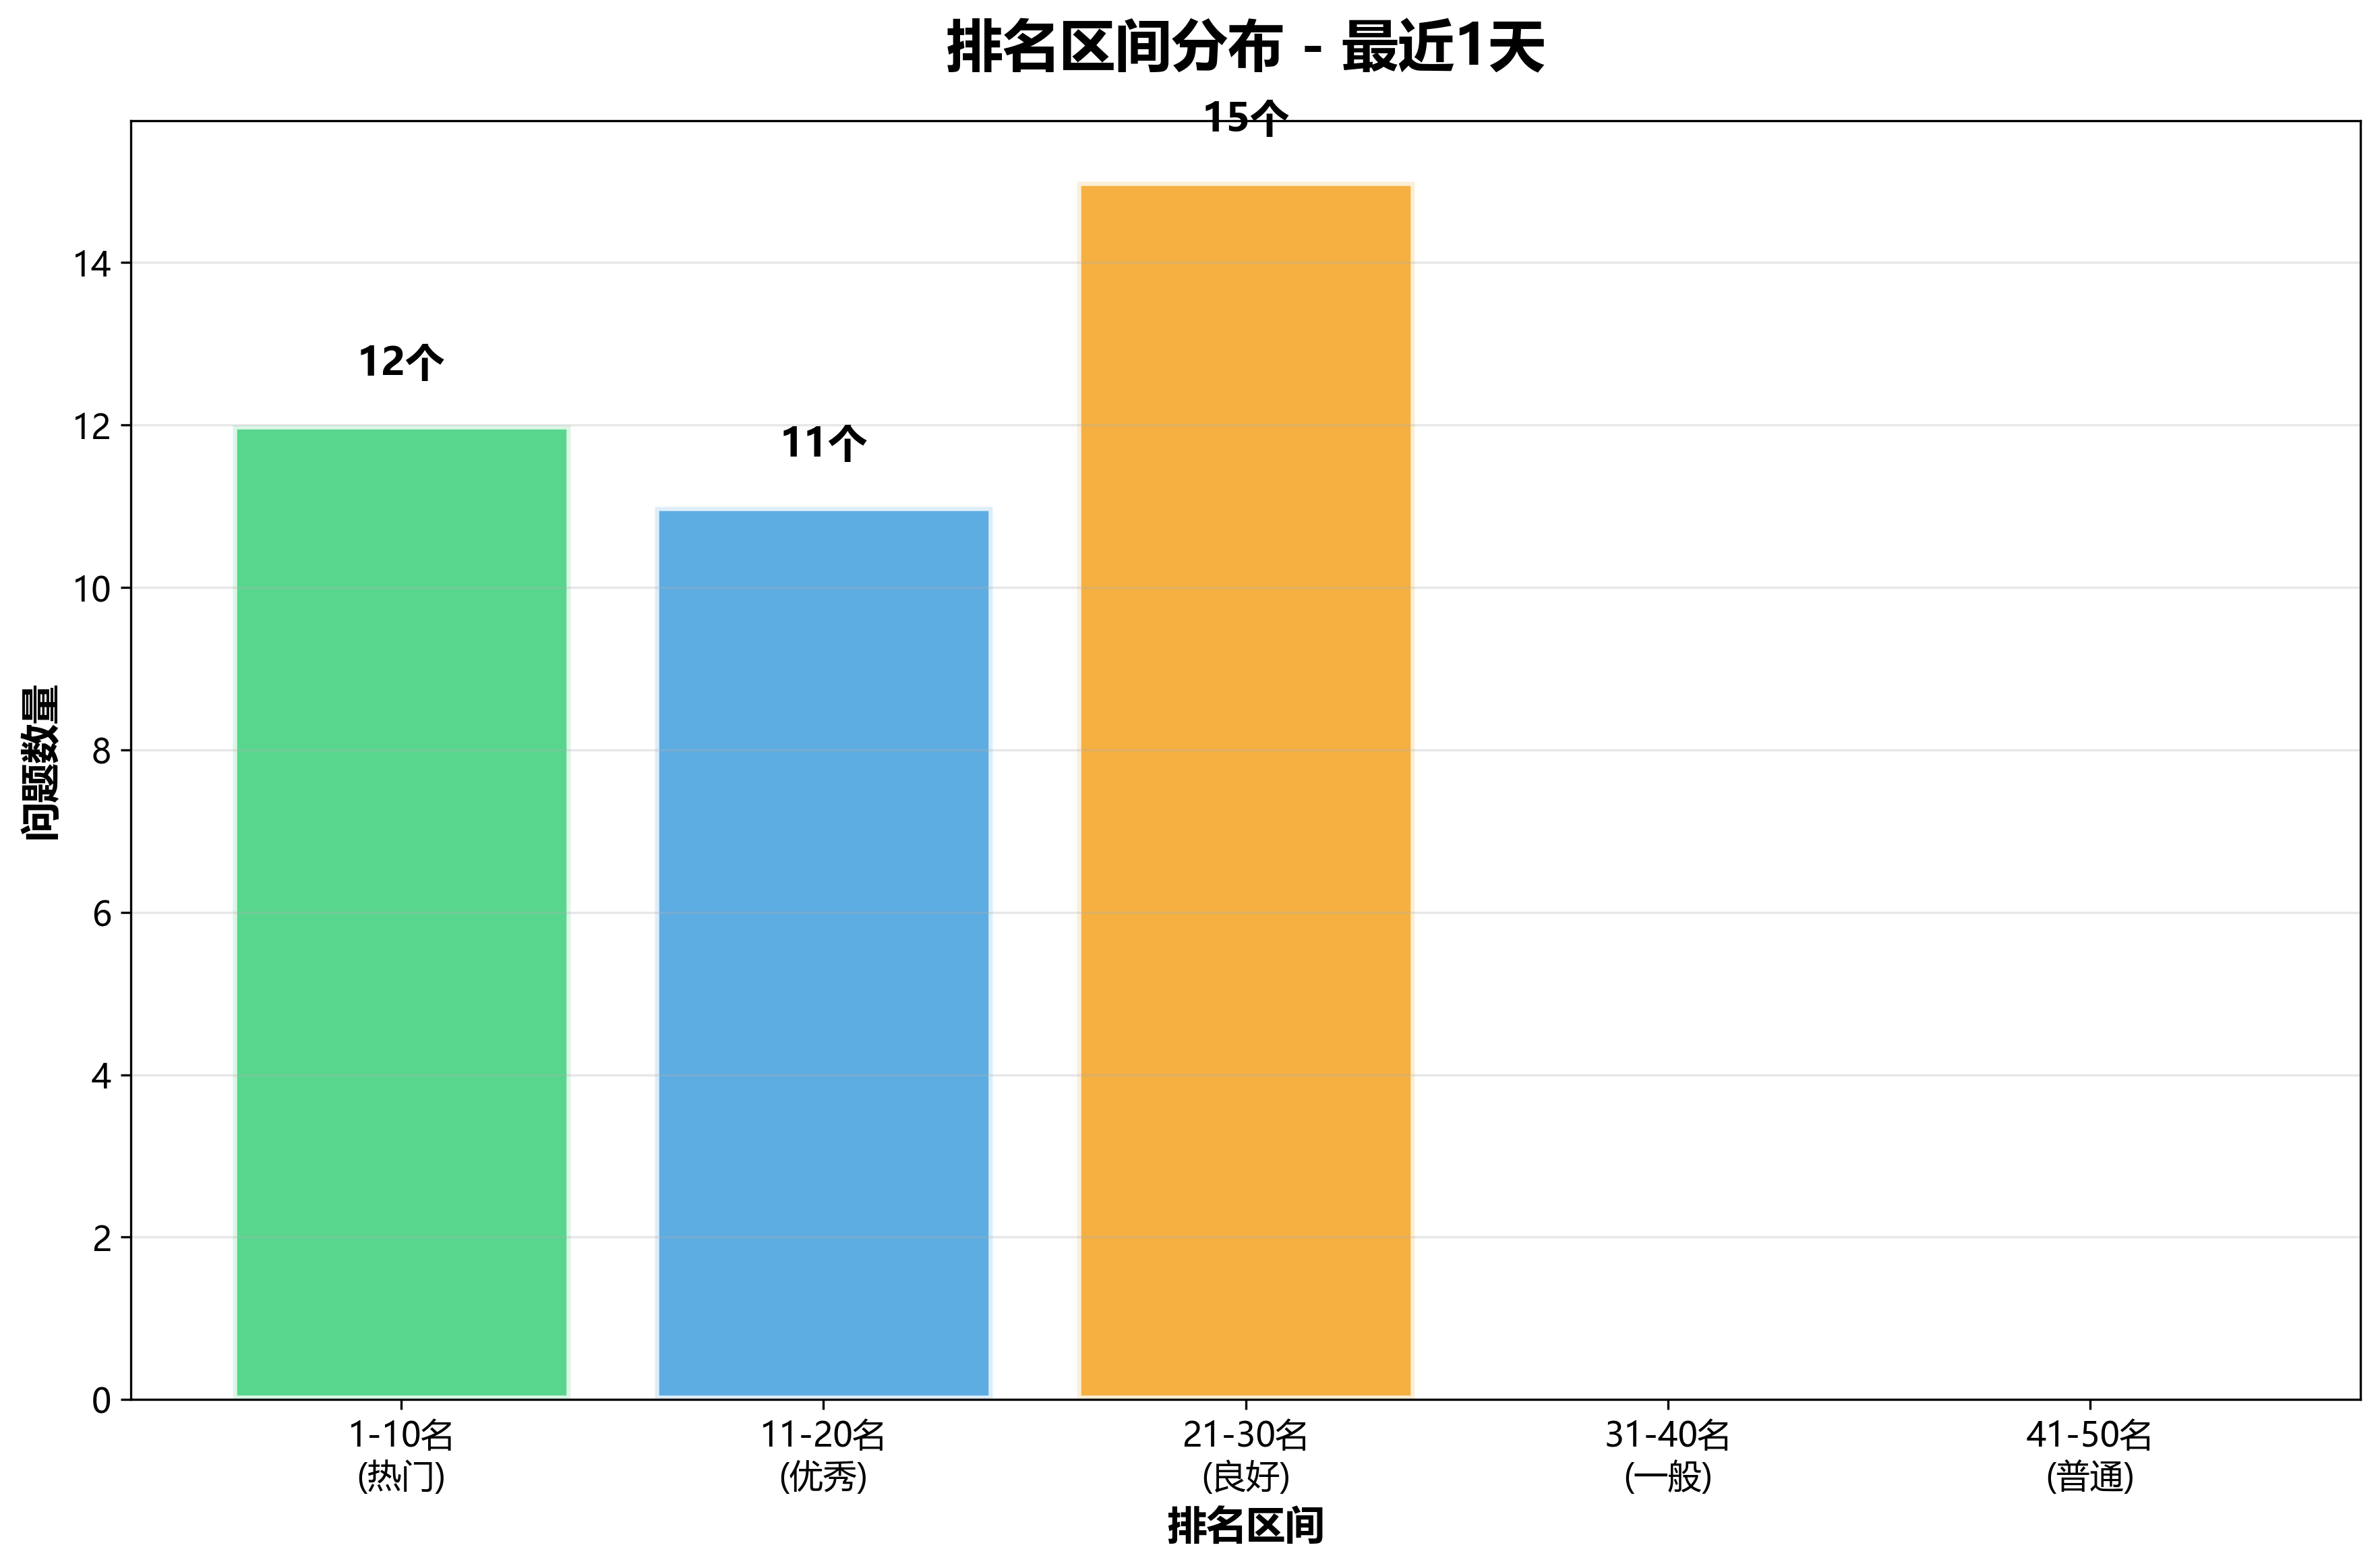 排名区间分布 - 最近1天
15个
12个
11个
14
12
10
8
6
4
2
0
问题数量
1-10名
(热门)
11-20名
(优秀)
21-30名
(良好)
31-40名
(一般)
41-50名
(普通)
排名区间